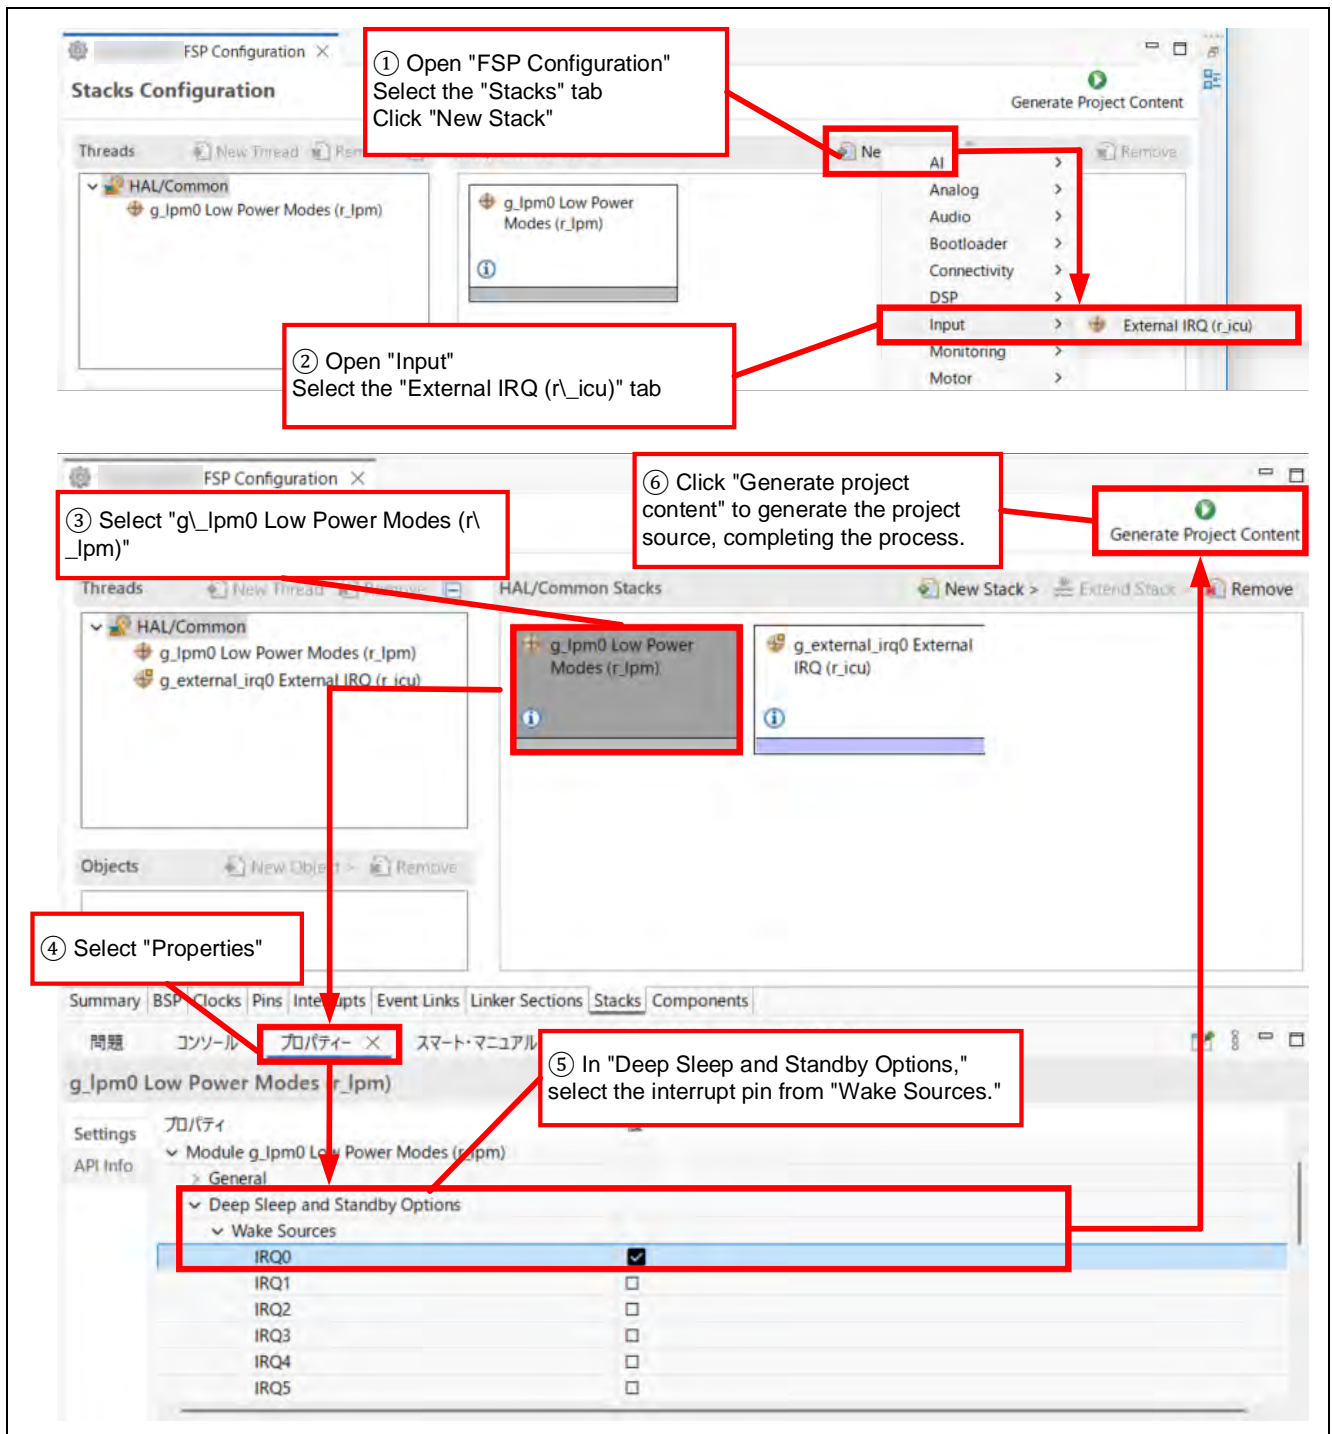 FSP Configuration
① Open "FSP Configuration"
Select the "Stacks" tab
Click "New Stack"
Stacks Configuration
Generate Project Content
Threads
New Thread
Ne
Remove
HAL/Common
g_lpm0 Low Power Modes (r_lpm)
g_lpm0 Low Power
Modes (r_lpm)
AI
Analog
Audio
Bootloader
Connectivity
DSP
Input
External IRQ (r_icu)
Monitoring
Motor
② Open "Input"
Select the "External IRQ (r\_icu)" tab
FSP Configuration
③ Select "g\_lpm0 Low Power Modes (r\
_lpm)"
⑥ Click "Generate project
content" to generate the project
source, completing the process.
Generate Project Content
Threads
New Thread
Remove
HAL/Common Stacks
New Stack >
Extend Stack
Remove
HAL/Common
g_lpm0 Low Power Modes (r_lpm)
g_external_irq0 External IRQ (r_icu)
g_lpm0 Low Power
Modes (r_lpm)
g_external_irq0 External
IRQ (r_icu)
Objects
New Object >
Remove
④ Select "Properties"
Summary BSP Clocks Pins Interrupts Event Links Linker Sections Stacks Components
問題 コンソール プロパティー スマート・マニュアル
⑤ In "Deep Sleep and Standby Options,"
select the interrupt pin from "Wake Sources."
g_lpm0 Low Power Modes (r_lpm)
Settings
API Info
プロパティ
Module g_lpm0 Low Power Modes (r_lpm)
General
Deep Sleep and Standby Options
Wake Sources
IRQ0
IRQ1
IRQ2
IRQ3
IRQ4
IRQ5